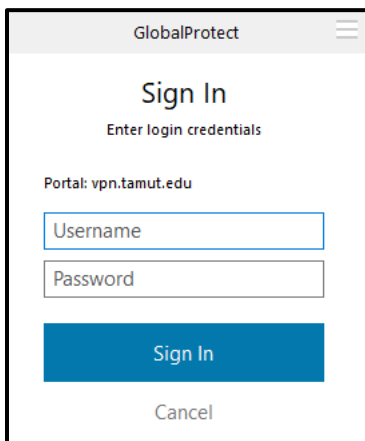 GlobalProtect
Sign In
Enter login credentials
Portal: vpn.tamut.edu
Username
Password
Sign In
Cancel